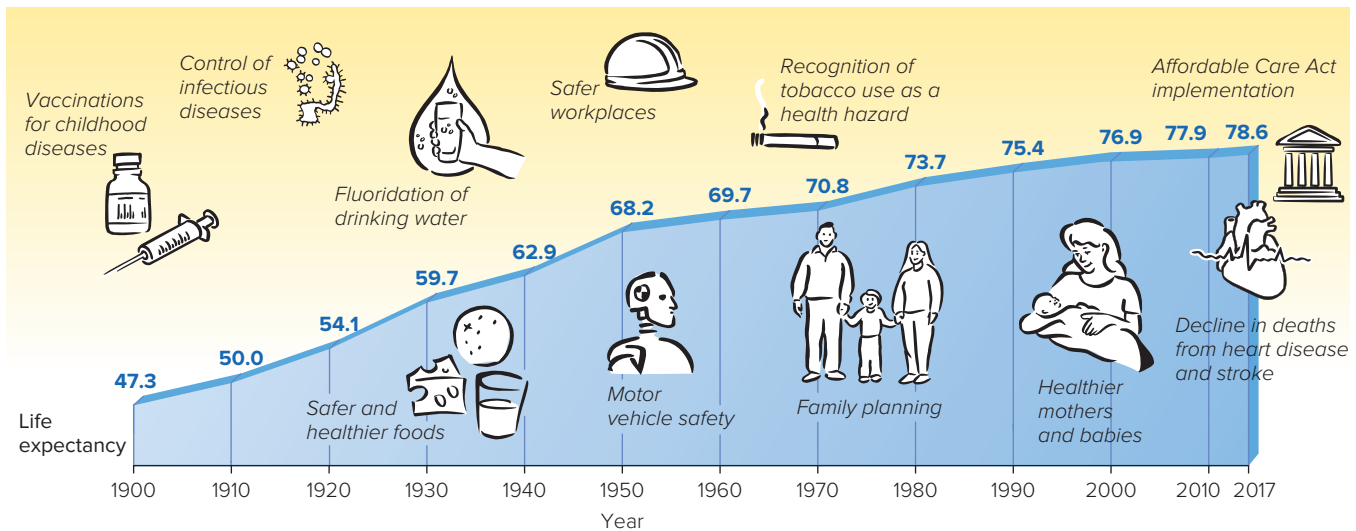 Vaccinations
for childhood
diseases
Control of
infectious
diseases
Fluoridation of
drinking water
Safer
workplaces
Recognition of
tobacco use as a
health hazard
Affordable Care Act
implementation
47.3
50.0
54.1
59.7
62.9
68.2
69.7
70.8
73.7
75.4
76.9
77.9
78.6
Safer and
healthier foods
Motor
vehicle safety
Family planning
Healthier
mothers
and babies
Decline in deaths
from heart disease
and stroke
Life
expectancy
1900
1910
1920
1930
1940
1950
1960
1970
1980
1990
2000
2010
2017
Year